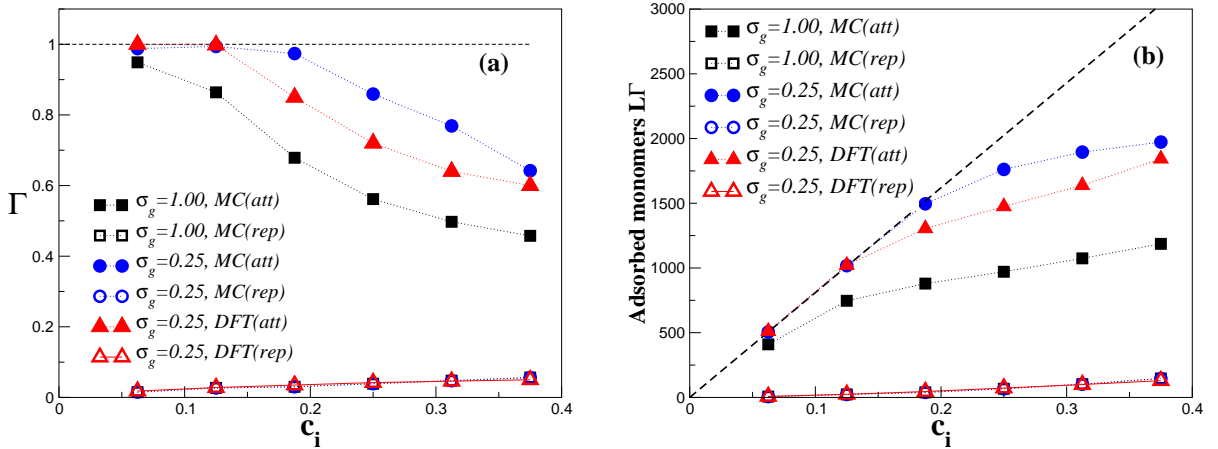 1
0.8
0.6
0.4
0.2
0
Γ
(a)
σg=1.00, MC(att)
σg=1.00, MC(rep)
σg=0.25, MC(att)
σg=0.25, MC(rep)
σg=0.25, DFT(att)
σg=0.25, DFT(rep)
0 0.1 0.2 0.3 0.4
ci
3000
2500
2000
1500
1000
500
0
Adsorbed monomers LΓ
σg=1.00, MC(att)
σg=1.00, MC(rep)
σg=0.25, MC(att)
σg=0.25, MC(rep)
σg=0.25, DFT(att)
σg=0.25, DFT(rep)
(b)
0 0.1 0.2 0.3 0.4
ci